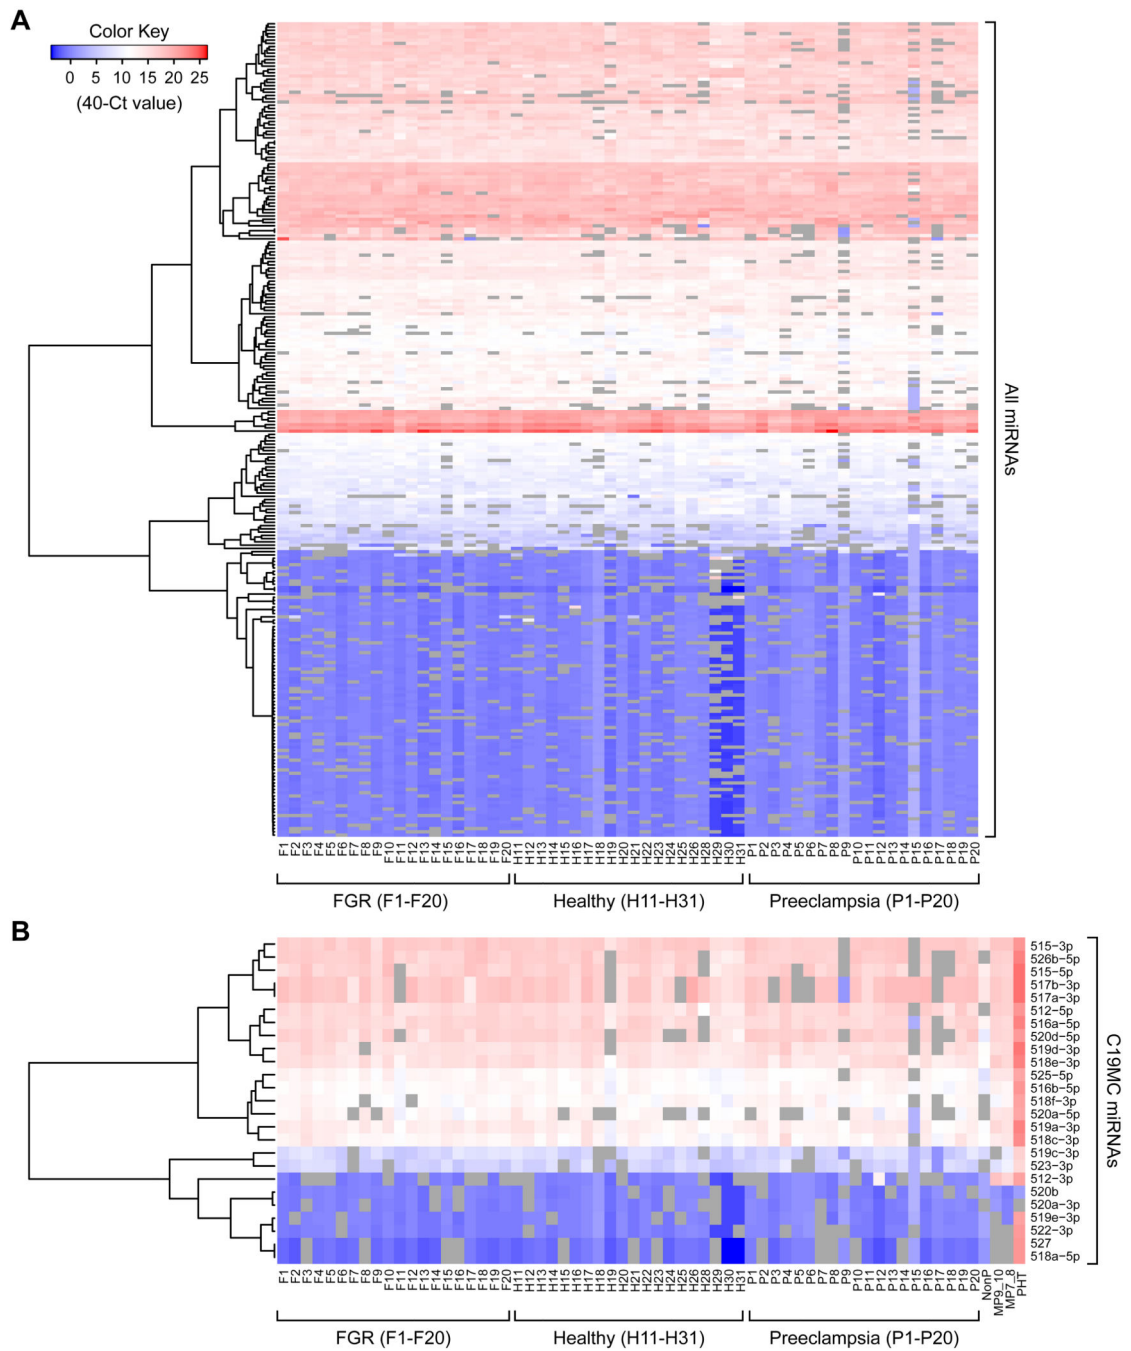 A
Color Key
0 5 10 15 20 25
(40-Ct value)
All miRNAs
F1 F2 F3 F4 F5 F6 F7 F8 F9 F10 F11 F12 F13 F14 F15 F16 F17 F18 F19 F20 H11 H12 H13 H14 H15 H16 H17 H18 H19 H20 H21 H22 H23 H24 H25 H26 H28 H29 H30 H31 P1 P2 P3 P4 P5 P6 P7 P8 P9 P10 P11 P12 P13 P14 P15 P16 P17 P18 P19 P20
FGR (F1-F20) Healthy (H11-H31) Preeclampsia (P1-P20)
B
515-3p
526b-5p
515-5p
517b-3p
517a-3p
512-5p
516a-5p
520d-5p
519d-3p
518e-3p
525-5p
516b-5p
518f-3p
520a-5p
519a-3p
518c-3p
519c-3p
523-3p
512-3p
520b
520a-3p
519e-3p
522-3p
527
518a-5p
C19MC miRNAs
F1 F2 F3 F4 F5 F6 F7 F8 F9 F10 F11 F12 F13 F14 F15 F16 F17 F18 F19 F20 H11 H12 H13 H14 H15 H16 H17 H18 H19 H20 H21 H22 H23 H24 H25 H26 H28 H29 H30 H31 P1 P2 P3 P4 P5 P6 P7 P8 P9 P10 P11 P12 P13 P14 P15 P16 P17 P18 P19 P20 NonP MP9_10 MP7_8 PHT
FGR (F1-F20) Healthy (H11-H31) Preeclampsia (P1-P20)